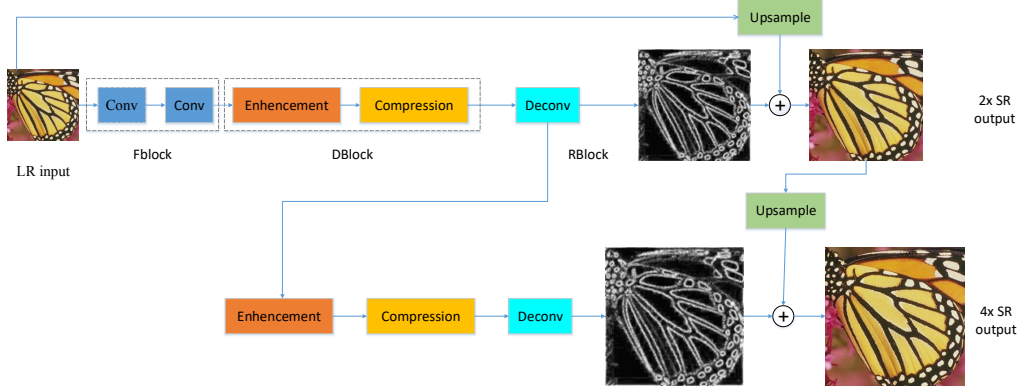 Upsample
Conv
Conv
Enhencement
Compression
Deconv
+
2x SR
output
Fblock
DBlock
RBlock
LR input
Upsample
Enhencement
Compression
Deconv
+
4x SR
output